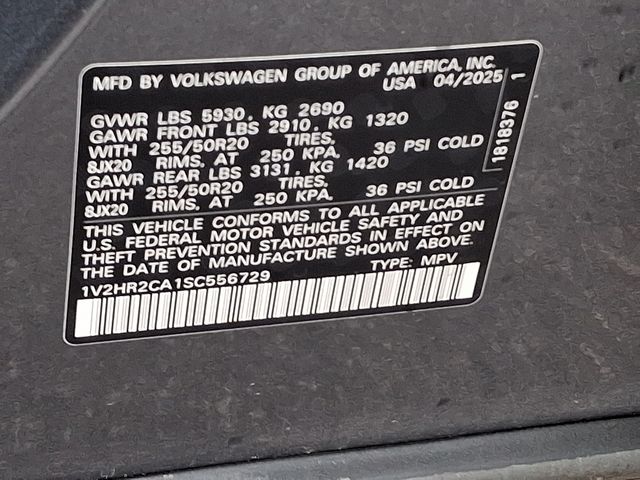 MFD BY VOLKSWAGEN GROUP OF AMERICA, INC.
USA 04/2025
GVWR LBS 5930, KG 2690
GAWR FRONT LBS 2910, KG 1320
WITH 255/50R20 TIRES,
8JX20 RIMS, AT 250 KPA, 36 PSI COLD
GAWR REAR LBS 3131, KG 1420
WITH 255/50R20 TIRES,
8JX20 RIMS, AT 250 KPA, 36 PSI COLD
THIS VEHICLE CONFORMS TO ALL APPLICABLE
U.S. FEDERAL MOTOR VEHICLE SAFETY AND
THEFT PREVENTION STANDARDS IN EFFECT ON
THE DATE OF MANUFACTURE SHOWN ABOVE.
1V2HR2CA1SC556729 TYPE: MPV
1818376 1